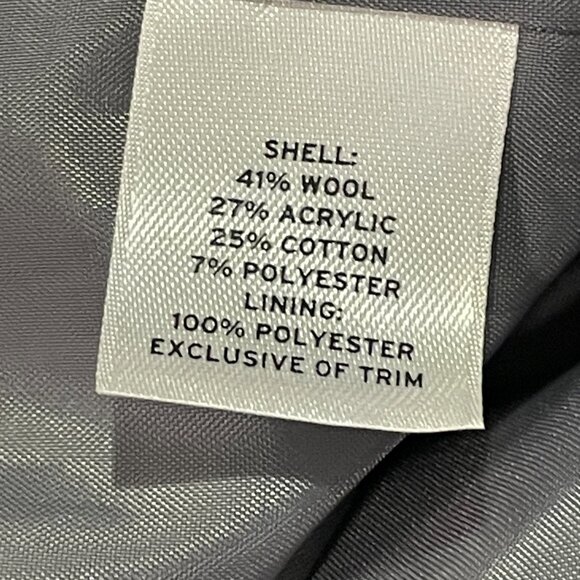 SHELL:
41% WOOL
27% ACRYLIC
25% COTTON
7% POLYESTER
LINING:
100% POLYESTER
EXCLUSIVE OF TRIM